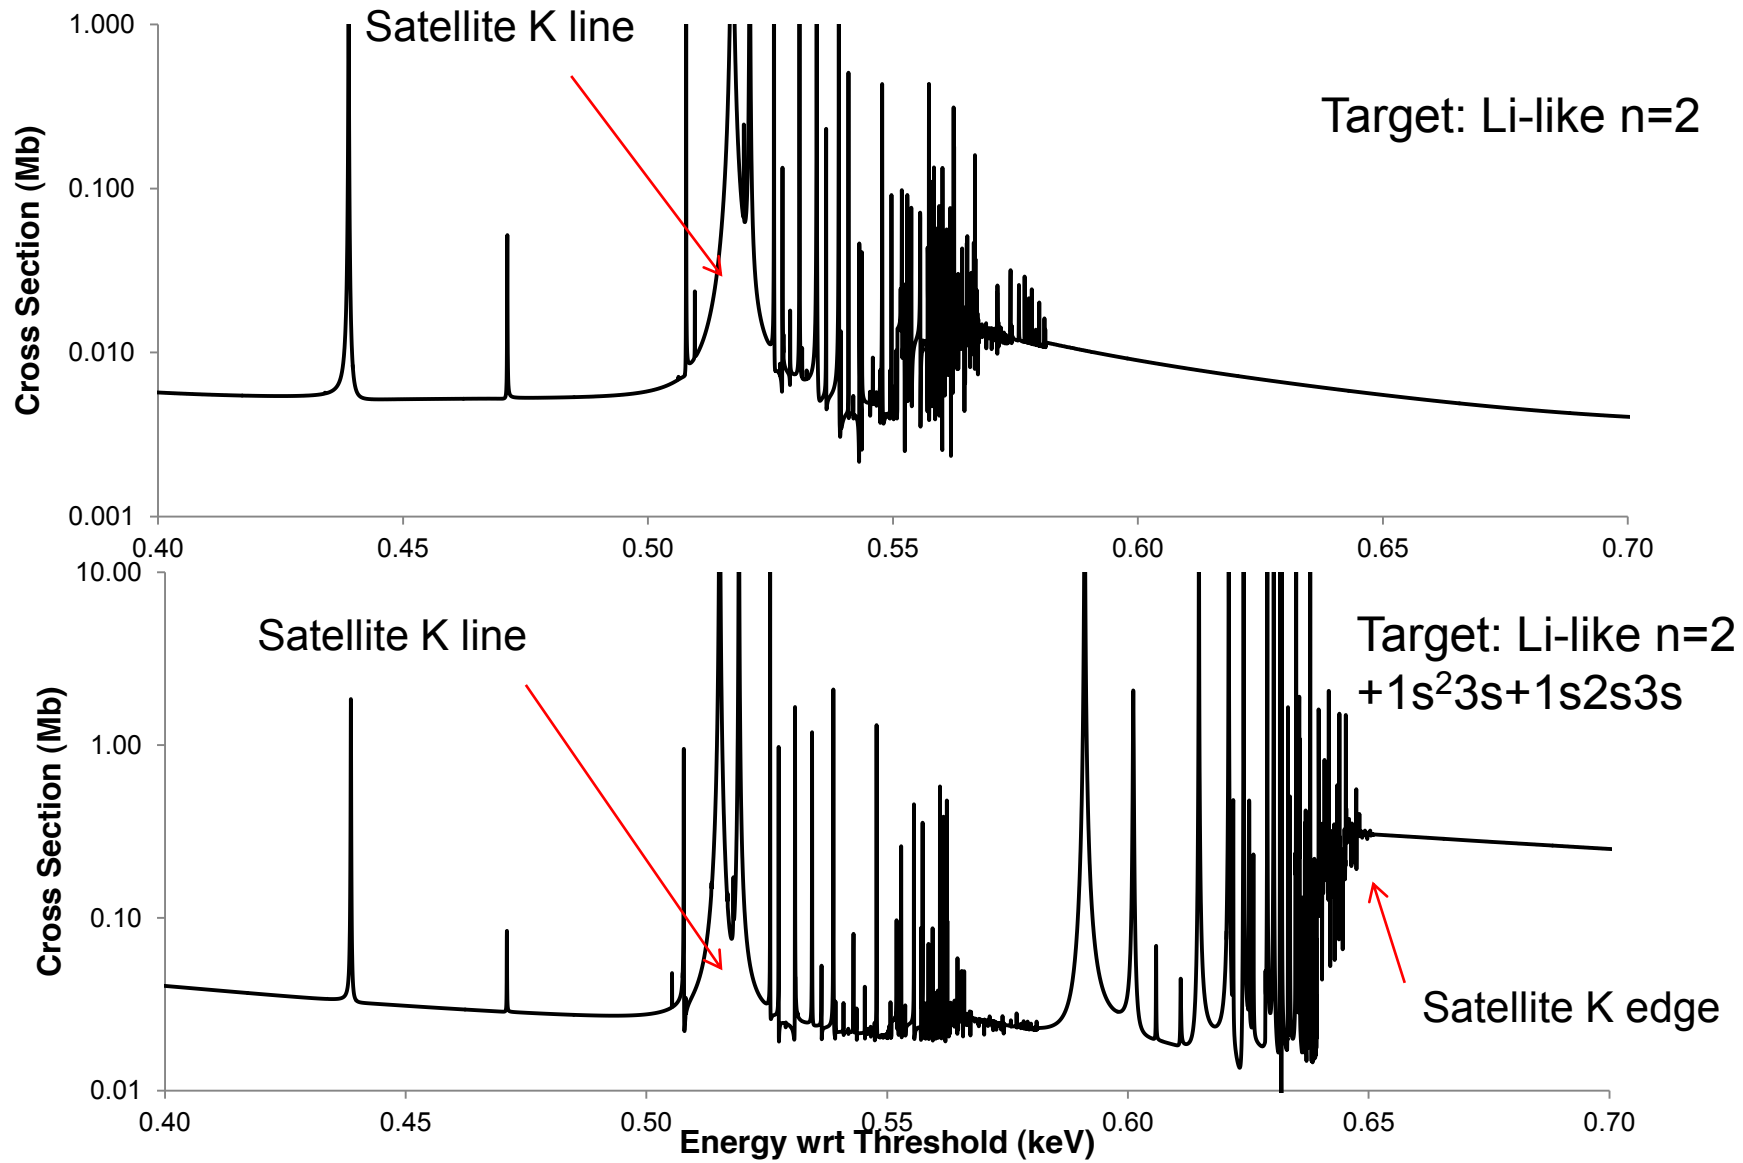 Satellite K line
Target: Li-like n=2
Cross Section (Mb)
1.000
0.100
0.010
0.001
0.40 0.45 0.50 0.55 0.60 0.65 0.70
Satellite K line
Target: Li-like n=2
+1s²3s+1s2s3s
Satellite K edge
Cross Section (Mb)
10.00
1.00
0.10
0.01
0.40 0.45 0.50 0.55 0.60 0.65 0.70
Energy wrt Threshold (keV)